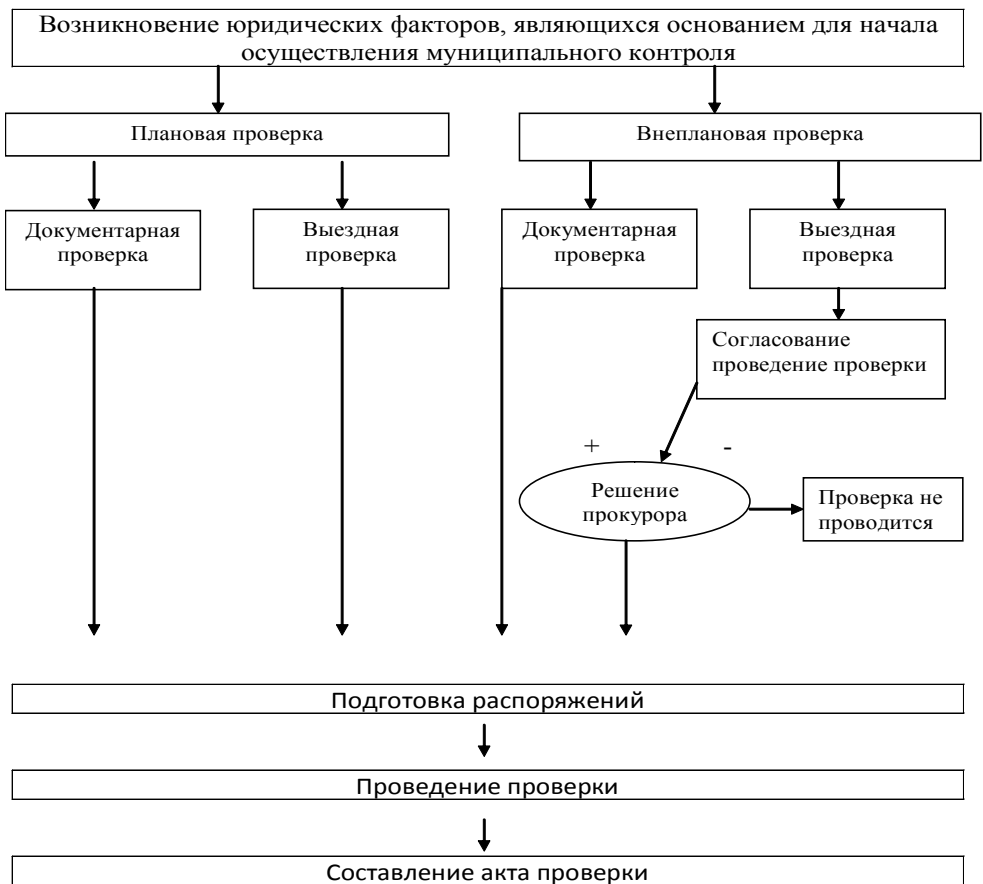 Возникновение юридических факторов, являющихся основанием для начала
осуществления муниципального контроля
Плановая проверка
Внеплановая проверка
Документарная
проверка
Выездная
проверка
Документарная
проверка
Выездная
проверка
Согласование
проведение проверки
+
-
Решение
прокурора
Проверка не
проводится
Подготовка распоряжений
Проведение проверки
Составление акта проверки